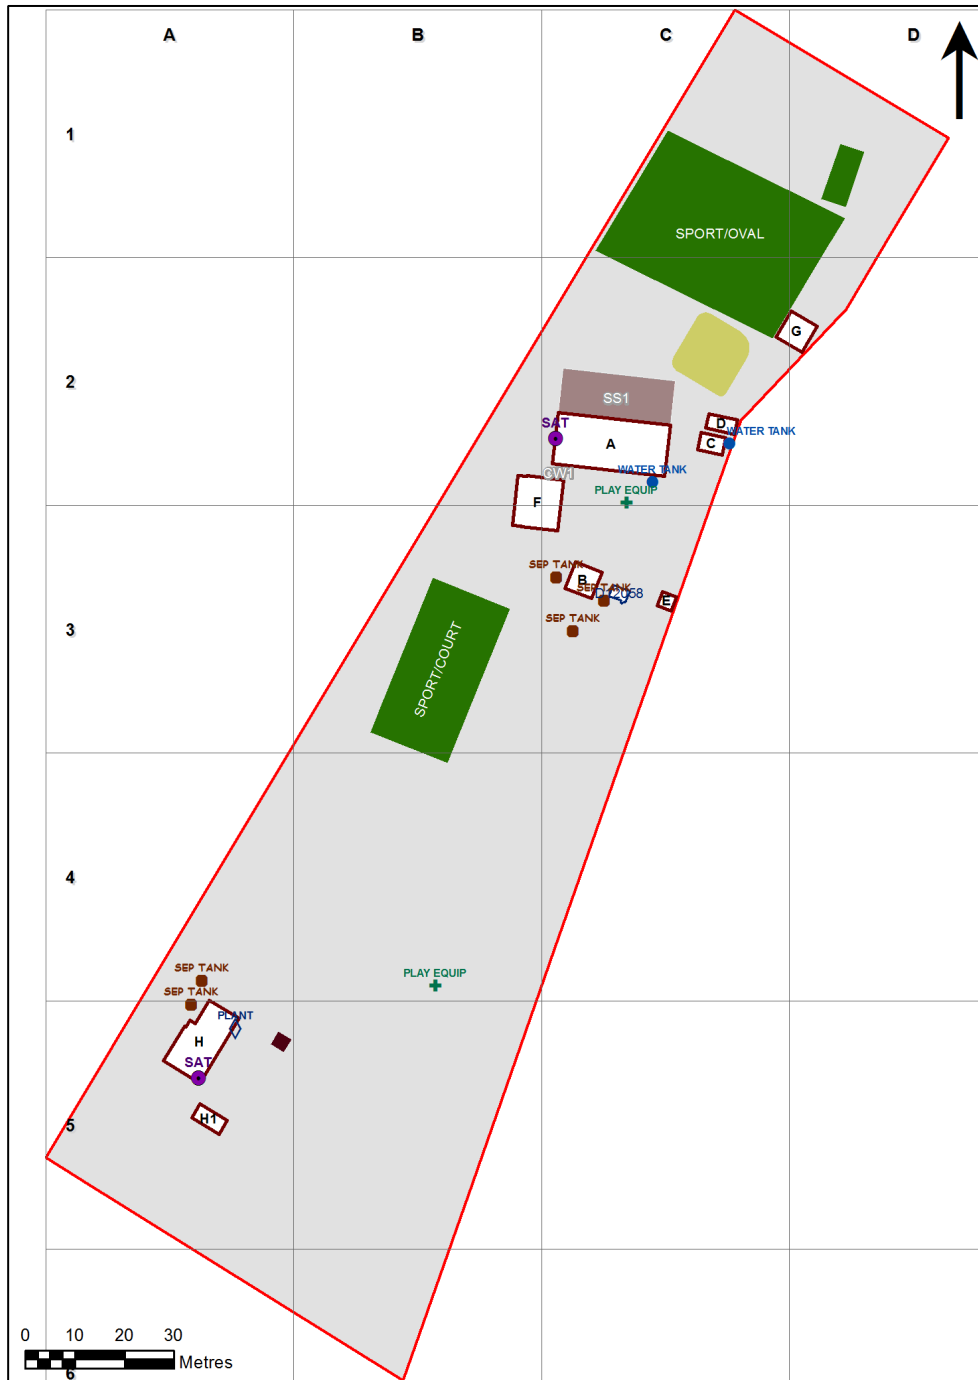 A B C D
1
SPORT/OVAL
G
2
SS1
SAT
D
WATER TANK
A
C
WATER TANK
CW1
PLAY EQUIP
F
SEP TANK
B
SEP TANK
D12058
E
SEP TANK
3
SPORT/COURT
4
SEP TANK
PLAY EQUIP
SEP TANK
PLANT
H
SAT
H1
5
0 10 20 30
Metres
6